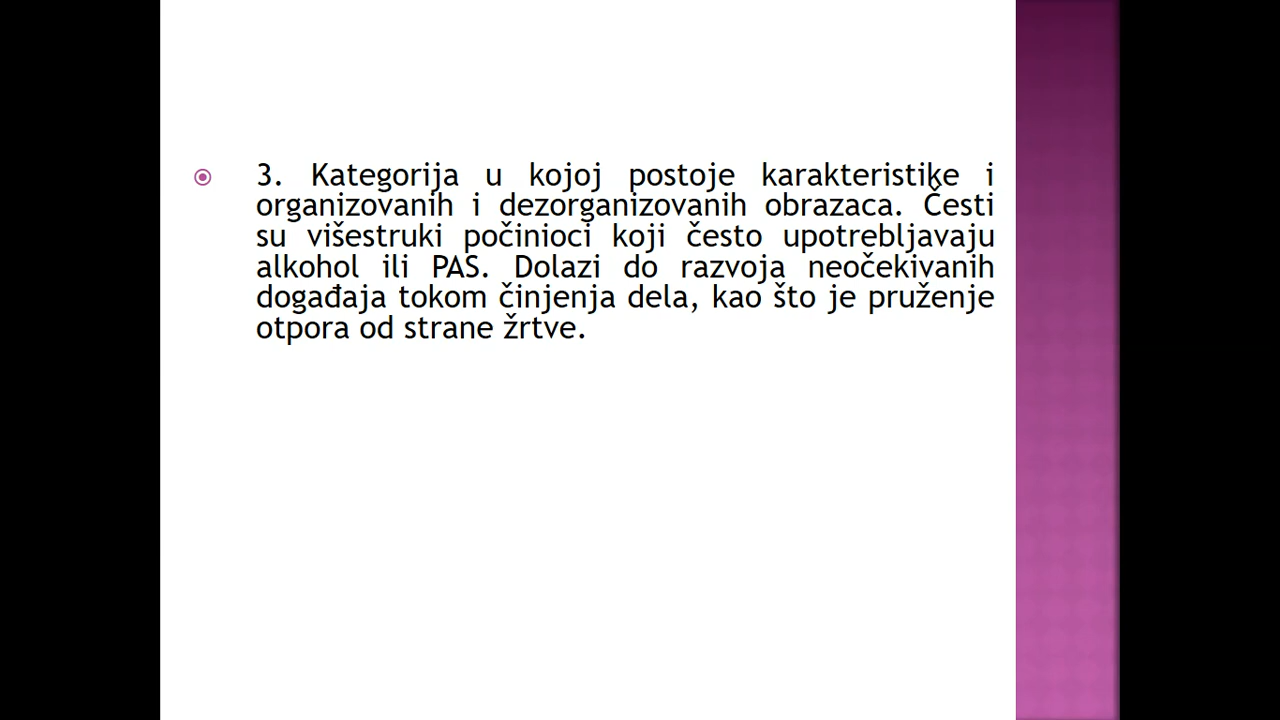 3. Kategorija u kojoj postoje karakteristike i
organizovanih i dezorganizovanih obrazaca. Česti
su višestruki počinioci koji često upotrebljavaju
alkohol ili PAS. Dolazi do razvoja neočekivanih
događaja tokom činjenja dela, kao što je pruženje
otpora od strane žrtve.